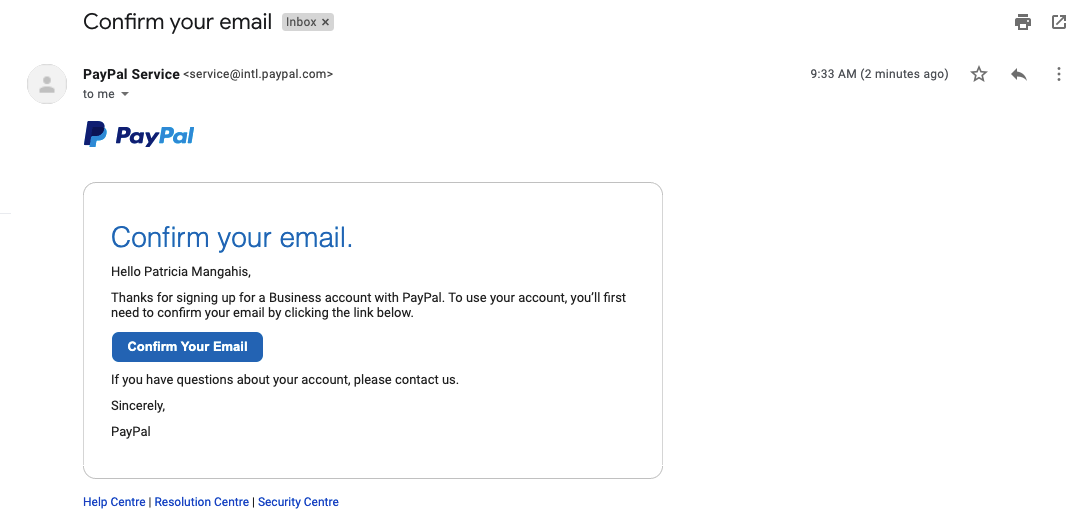 Confirm your email Inbox ×
PayPal Service <service@intl.paypal.com> 9:33 AM (2 minutes ago)
to me
PayPal
Confirm your email.
Hello Patricia Mangahis,
Thanks for signing up for a Business account with PayPal. To use your account, you’ll first
need to confirm your email by clicking the link below.
Confirm Your Email
If you have questions about your account, please contact us.
Sincerely,
PayPal
Help Centre | Resolution Centre | Security Centre